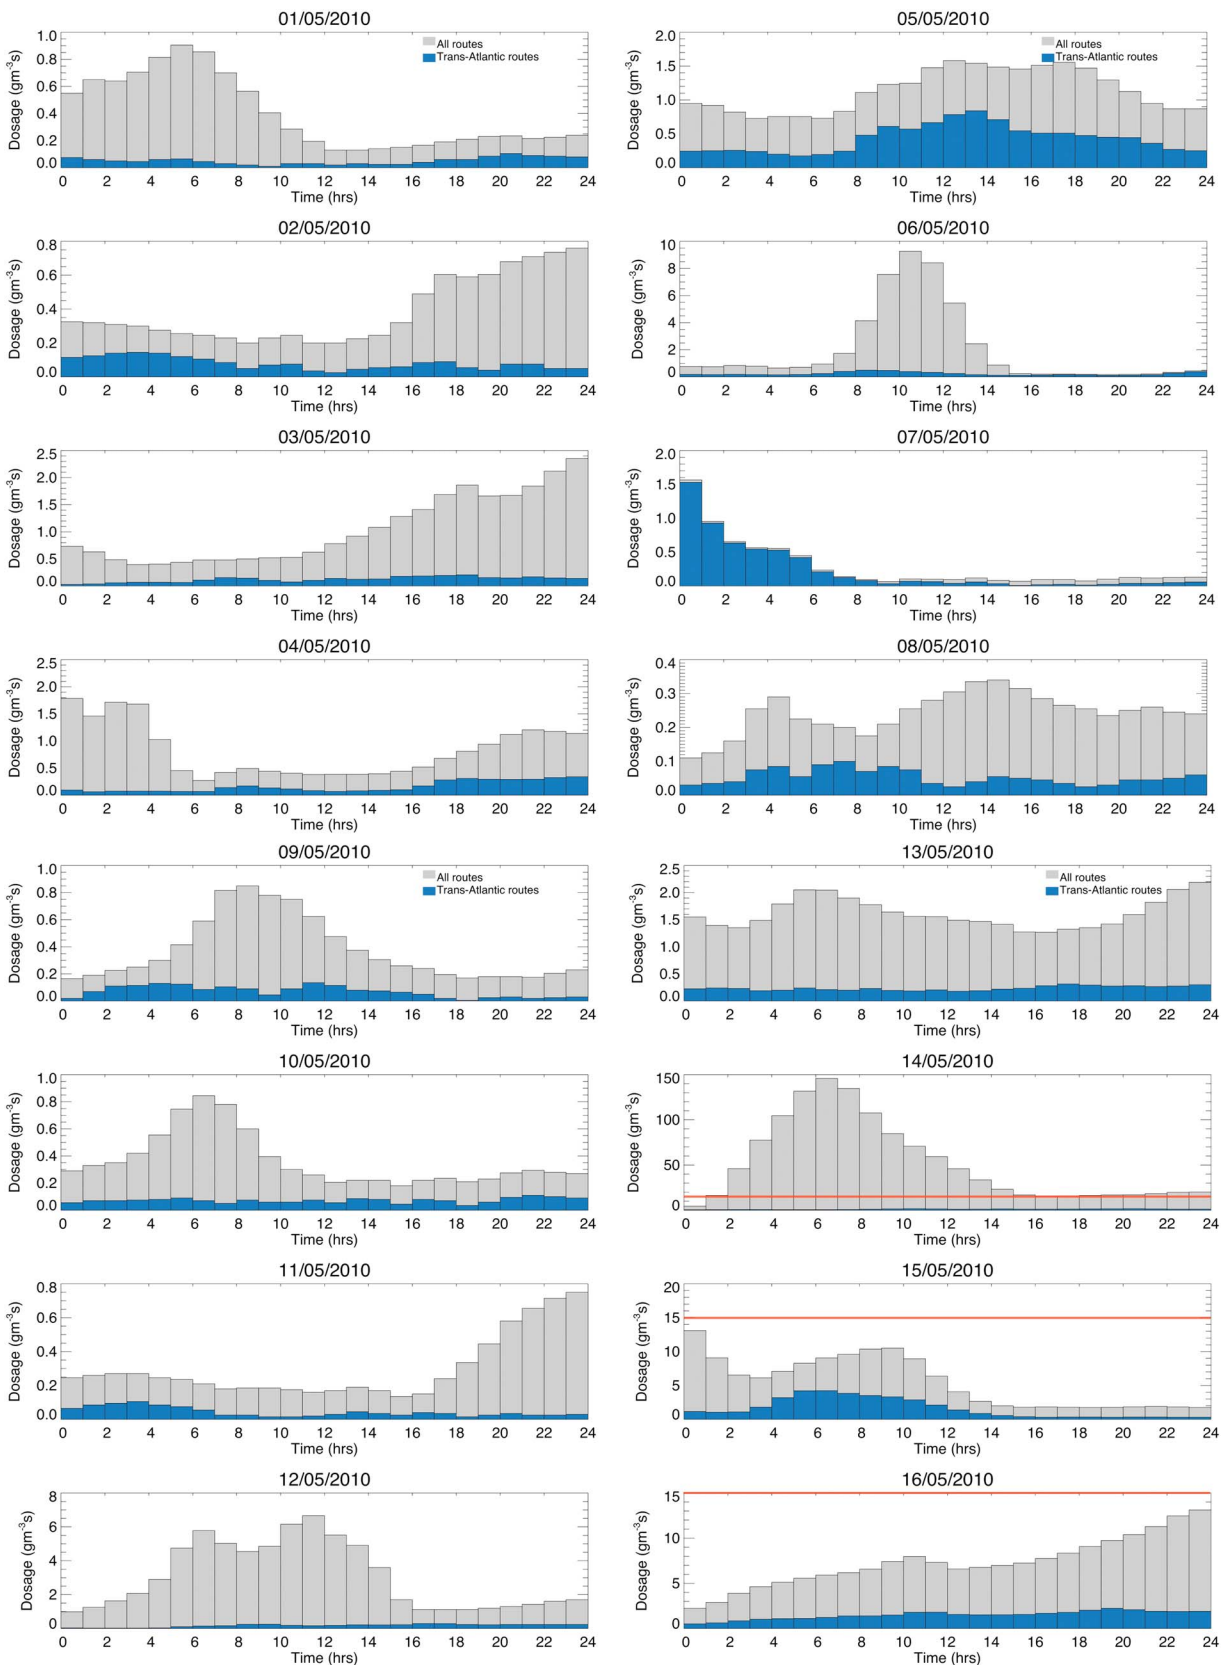 01/05/2010
Dosage (gm-3s)
1.0
0.8
0.6
0.4
0.2
0.0
All routes
Trans-Atlantic routes
0 2 4 6 8 10 12 14 16 18 20 22 24
Time (hrs)
05/05/2010
Dosage (gm-3s)
2.0
1.5
1.0
0.5
0.0
All routes
Trans-Atlantic routes
0 2 4 6 8 10 12 14 16 18 20 22 24
Time (hrs)
02/05/2010
Dosage (gm-3s)
0.8
0.6
0.4
0.2
0.0
0 2 4 6 8 10 12 14 16 18 20 22 24
Time (hrs)
06/05/2010
Dosage (gm-3s)
10
8
6
4
2
0
0 2 4 6 8 10 12 14 16 18 20 22 24
Time (hrs)
03/05/2010
Dosage (gm-3s)
2.5
2.0
1.5
1.0
0.5
0.0
0 2 4 6 8 10 12 14 16 18 20 22 24
Time (hrs)
07/05/2010
Dosage (gm-3s)
2.0
1.5
1.0
0.5
0.0
0 2 4 6 8 10 12 14 16 18 20 22 24
Time (hrs)
04/05/2010
Dosage (gm-3s)
2.5
2.0
1.5
1.0
0.5
0.0
0 2 4 6 8 10 12 14 16 18 20 22 24
Time (hrs)
08/05/2010
Dosage (gm-3s)
0.4
0.3
0.2
0.1
0.0
0 2 4 6 8 10 12 14 16 18 20 22 24
Time (hrs)
09/05/2010
Dosage (gm-3s)
1.0
0.8
0.6
0.4
0.2
0.0
All routes
Trans-Atlantic routes
0 2 4 6 8 10 12 14 16 18 20 22 24
Time (hrs)
13/05/2010
Dosage (gm-3s)
2.5
2.0
1.5
1.0
0.5
0.0
All routes
Trans-Atlantic routes
0 2 4 6 8 10 12 14 16 18 20 22 24
Time (hrs)
10/05/2010
Dosage (gm-3s)
1.0
0.8
0.6
0.4
0.2
0.0
0 2 4 6 8 10 12 14 16 18 20 22 24
Time (hrs)
14/05/2010
Dosage (gm-3s)
150
100
50
0
0 2 4 6 8 10 12 14 16 18 20 22 24
Time (hrs)
11/05/2010
Dosage (gm-3s)
0.8
0.6
0.4
0.2
0.0
0 2 4 6 8 10 12 14 16 18 20 22 24
Time (hrs)
15/05/2010
Dosage (gm-3s)
20
15
10
5
0
0 2 4 6 8 10 12 14 16 18 20 22 24
Time (hrs)
12/05/2010
Dosage (gm-3s)
8
6
4
2
0
0 2 4 6 8 10 12 14 16 18 20 22 24
Time (hrs)
16/05/2010
Dosage (gm-3s)
15
10
5
0
0 2 4 6 8 10 12 14 16 18 20 22 24
Time (hrs)